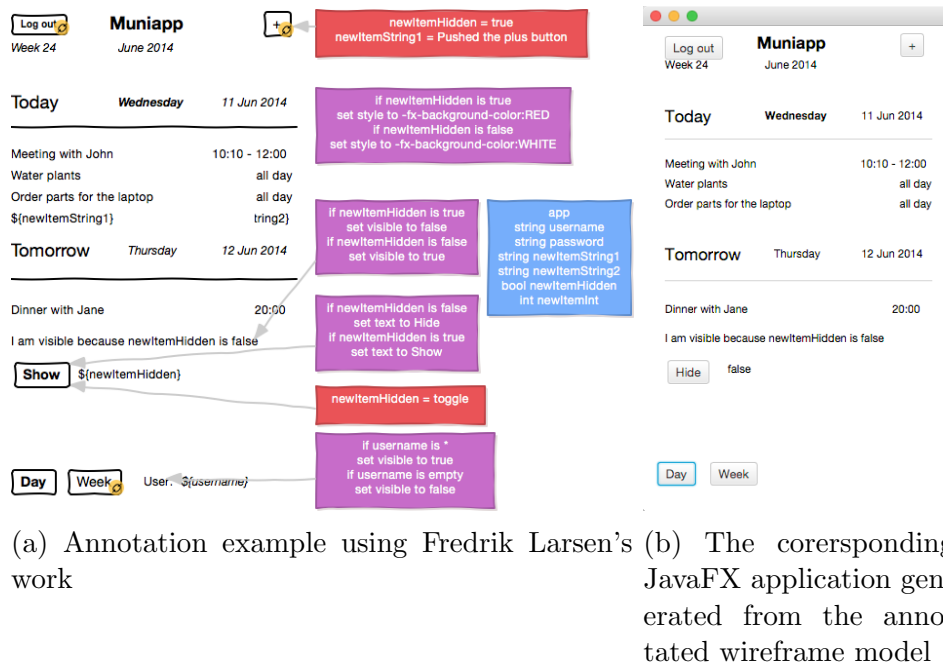 Log out
Muniapp
+
Week 24
June 2014
Today
Wednesday
11 Jun 2014
Meeting with John
10:10 - 12:00
Water plants
all day
Order parts for the laptop
all day
${newItemString1}
tring2}
Tomorrow
Thursday
12 Jun 2014
Dinner with Jane
20:00
I am visible because newItemHidden is false
Show
${newItemHidden}
Day
Week
User: ${username}
newItemHidden = true
newItemString1 = Pushed the plus button
if newItemHidden is true
set style to -fx-background-color:RED
if newItemHidden is false
set style to -fx-background-color:WHITE
if newItemHidden is true
set visible to false
if newItemHidden is false
set visible to true
app
string username
string password
string newItemString1
string newItemString2
bool newItemHidden
int newItemInt
if newItemHidden is false
set text to Hide
if newItemHidden is true
set text to Show
newItemHidden = toggle
if username is *
set visible to true
if username is empty
set visible to false
Log out
Muniapp
+
Week 24
June 2014
Today
Wednesday
11 Jun 2014
Meeting with John
10:10 - 12:00
Water plants
all day
Order parts for the laptop
all day
Tomorrow
Thursday
12 Jun 2014
Dinner with Jane
20:00
I am visible because newItemHidden is false
Hide
false
Day
Week
(a) Annotation example using Fredrik Larsen's
work
(b) The corersponding
JavaFX application gen
erated from the anno
tated wireframe model